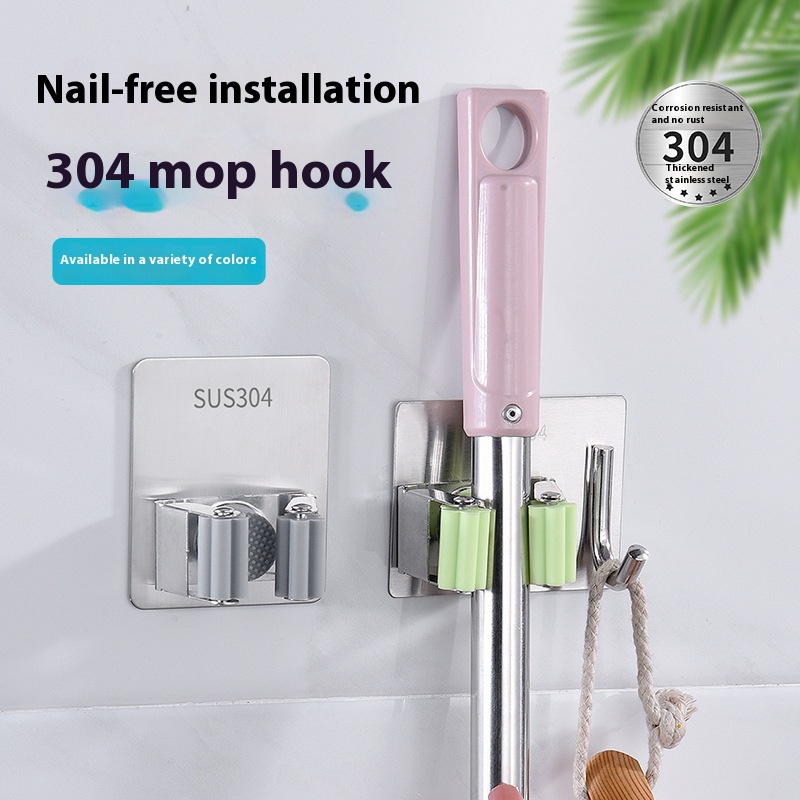 Nail-free installation
304 mop hook
Available in a variety of colors
Corrosion resistant
and no rust
304
Thickened
stainless steel
SUS304
04